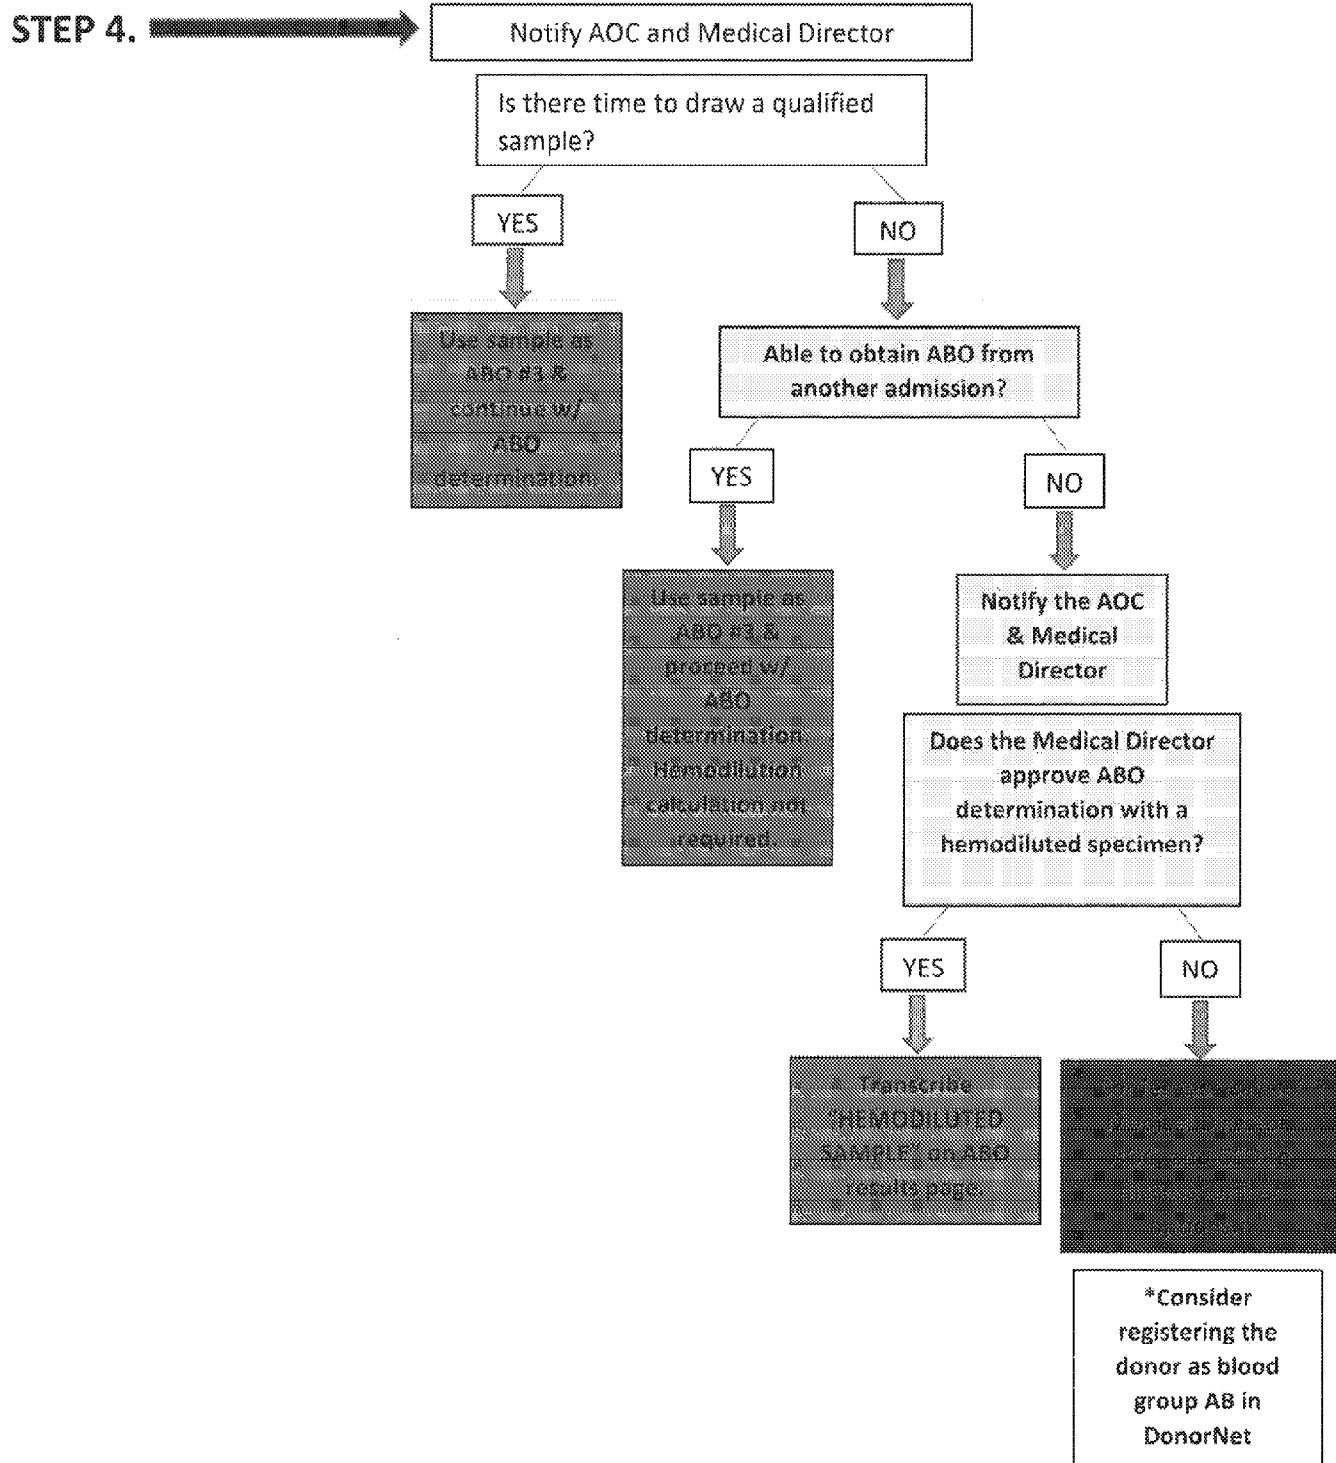 STEP 4.
Notify AOC and Medical Director
Is there time to draw a qualified
sample?
YES
NO
Use sample as
ABO #3 &
continue w/
ABO
determination
Able to obtain ABO from
another admission?
YES
NO
Use sample as
ABO #3 &
proceed w/
ABO
determination.
Hemodilution
calculation not
required.
Notify the AOC
& Medical
Director
Does the Medical Director
approve ABO
determination with a
hemodiluted specimen?
YES
NO
Transcribe
"HEMODILUTED
SAMPLE" on ABO
results page.
*Consider
registering the
donor as blood
group AB in
DonorNet